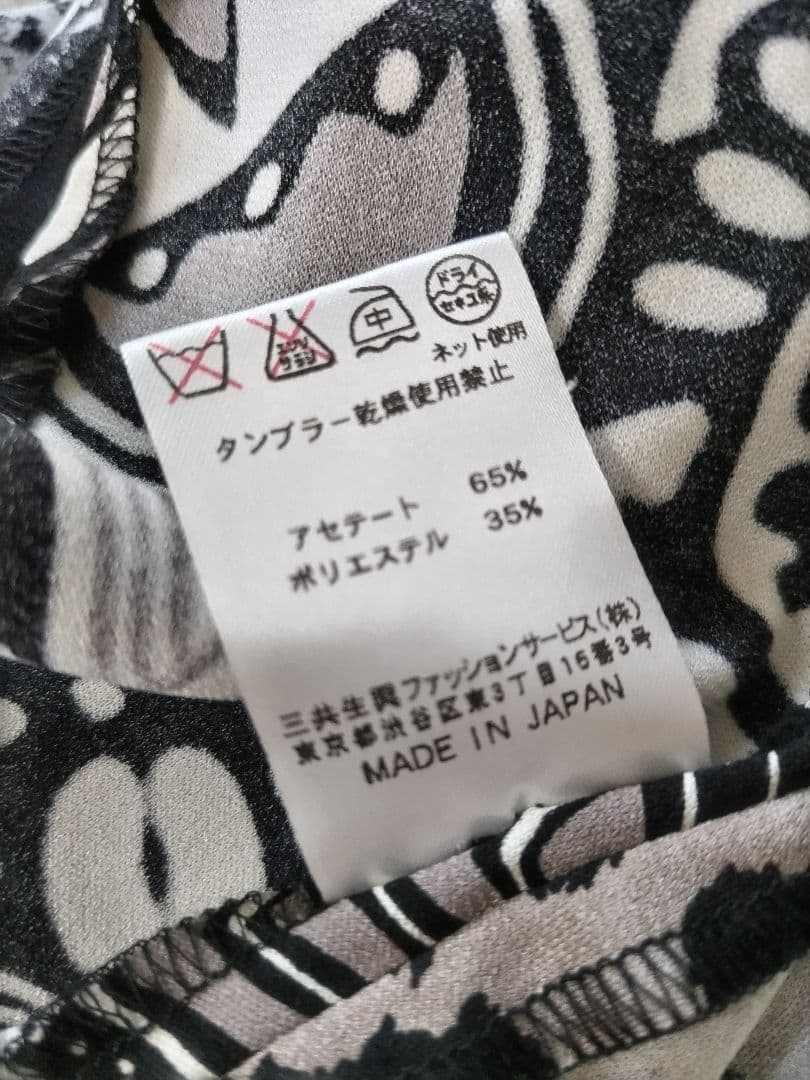 エンソ
サラシ
中
ドライ
セキユ系
ネット使用
タンブラー乾燥使用禁止
アセテート 65%
ポリエステル 35%
三共生興ファッションサービス(株)
東京都渋谷区東3丁目16番3号
MADE IN JAPAN